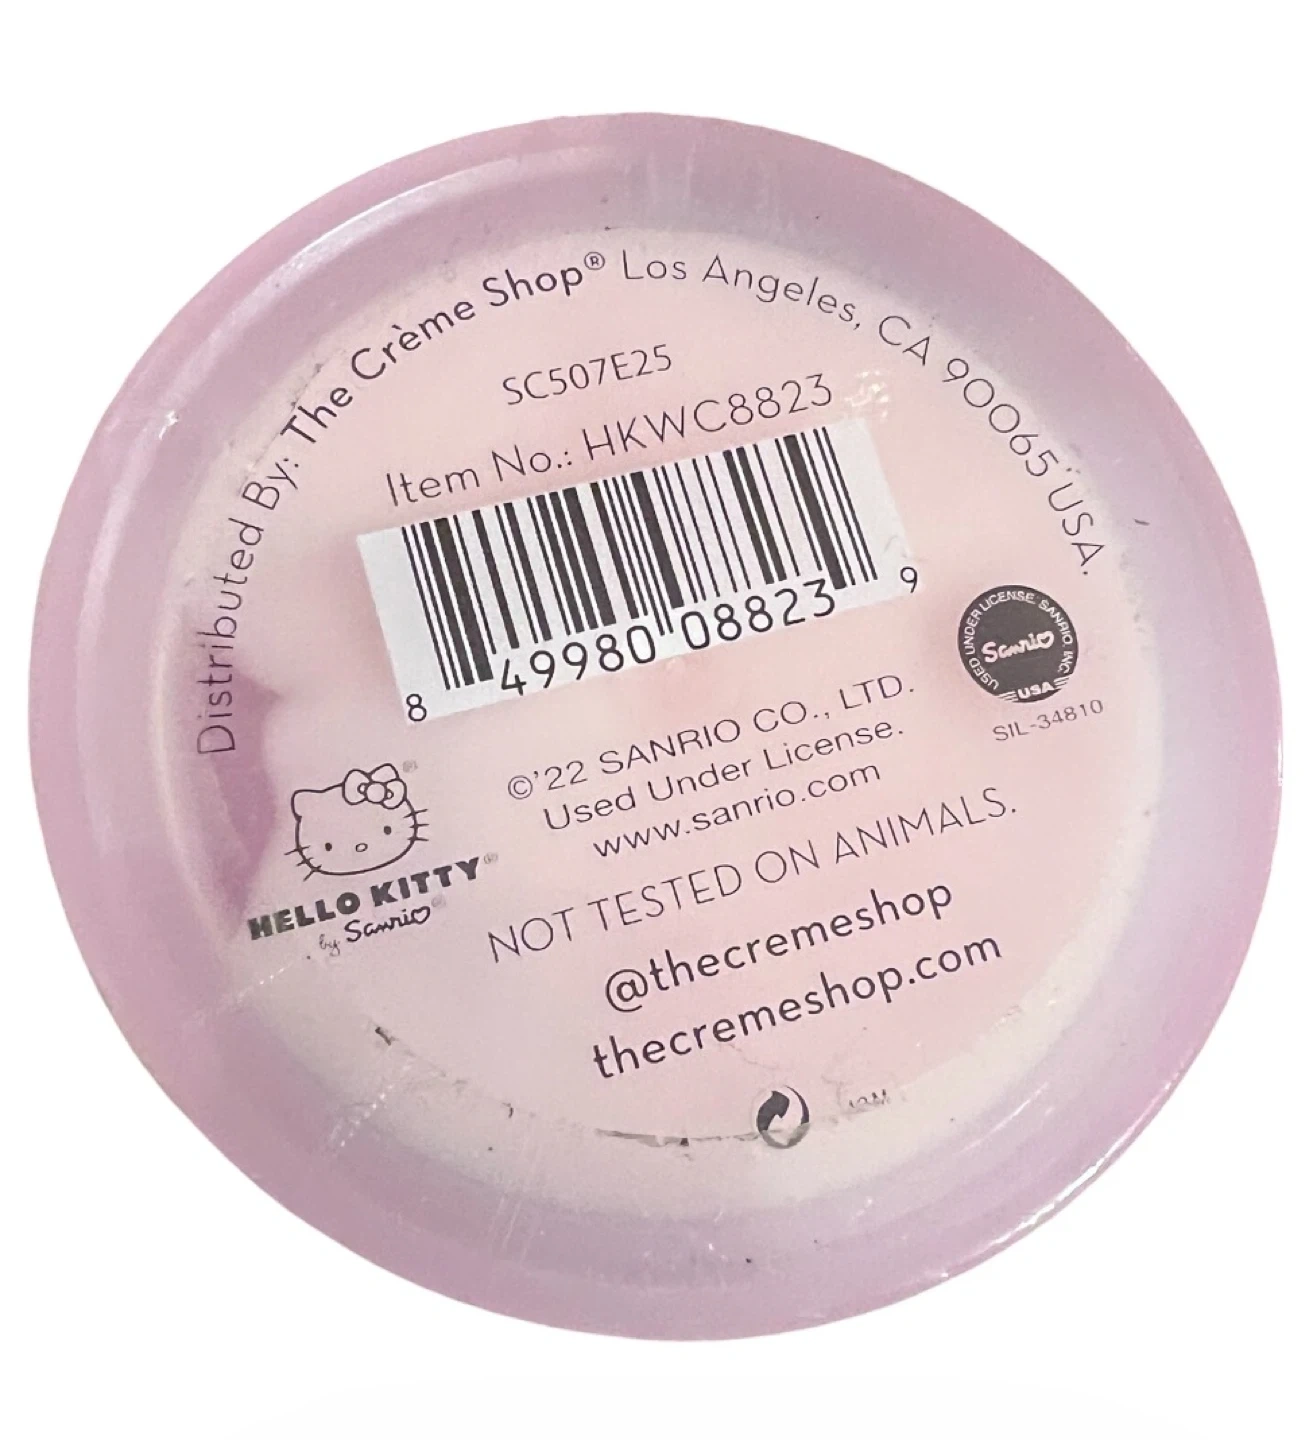 Distributed By: The Crème Shop® Los Angeles, CA 90065 USA.
SC507E25
Item No.: HKWC8823
8 49980 08823 9
USED UNDER LICENSE SANRIO, INC.
Sanrio
USA
SIL-34810
©'22 SANRIO CO., LTD.
Used Under License.
www.sanrio.com
HELLO KITTY®
by Sanrio®
NOT TESTED ON ANIMALS.
@thecremeshop
thecremeshop.com
12M